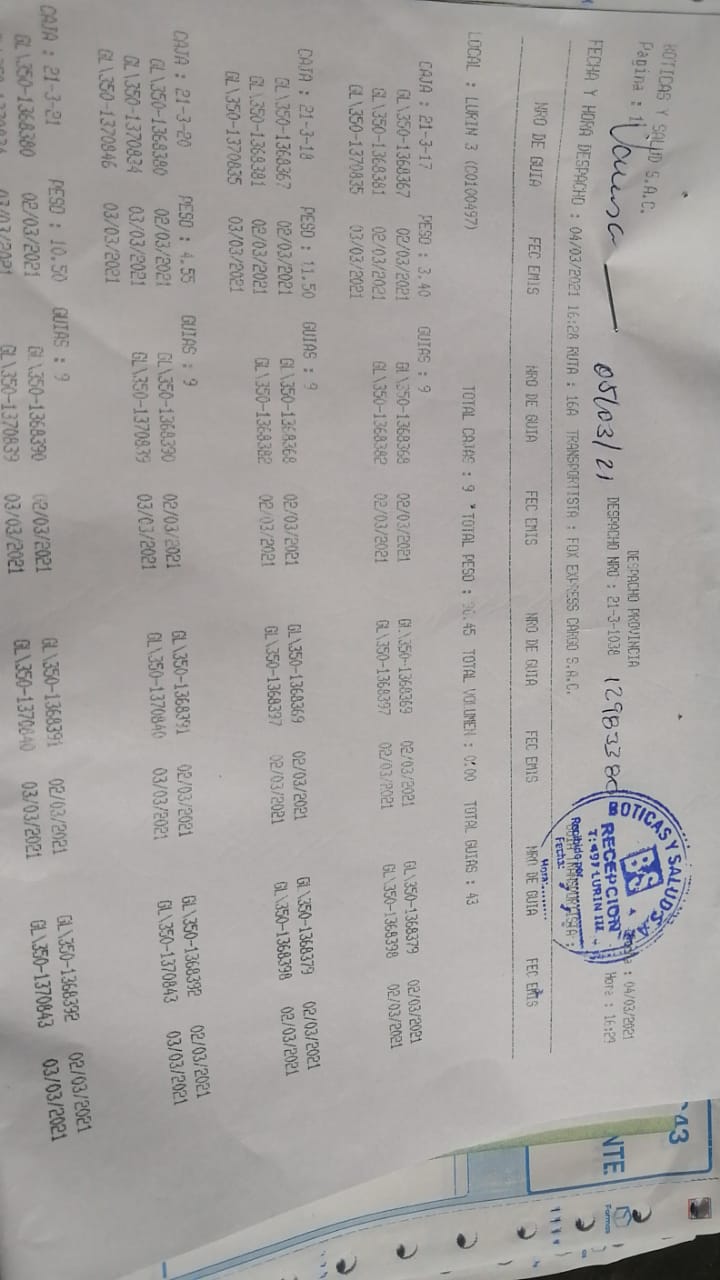 BOTICAS Y SALUD S.A.C.
DESPACHO PROVINCIA
Fecha : 04/03/2021
Pagina : 1
Vanessa
05/03/21
DESPACHO NRO : 21-3-1038
12983380
Hora : 16:29
FECHA Y HORA DESPACHO : 04/03/2021 16:28 RUTA : 16A TRANSPORTISTA : FOX EXPRESS CARGO S.A.C.
BOTICAS Y SALUD S.A.
BS
RECEPCION
T:497-LURIN III
Recibido por
Fecha:
Hora:
NRO DE GUIA FEC EMIS NRO DE GUIA FEC EMIS NRO DE GUIA FEC EMIS NRO DE GUIA FEC EMIS
LOCAL : LURIN 3 (C0100497) TOTAL CAJAS : 9 TOTAL PESO : .45 TOTAL VOLUMEN : 0.00 TOTAL GUIAS : 43
CAJA : 21-3-17 PESO : 3.40 GUIAS : 9
GL\350-1368367 02/03/2021 GL\350-1368368 02/03/2021 GL\350-1368369 02/03/2021 GL\350-1368379 02/03/2021
GL\350-1368381 02/03/2021 GL\350-1368382 02/03/2021 GL\350-1368397 02/03/2021 GL\350-1368398 02/03/2021
GL\350-1370835 03/03/2021
CAJA : 21-3-18 PESO : 11.50 GUIAS : 9
GL\350-1368367 02/03/2021 GL\350-1368368 02/03/2021 GL\350-1368369 02/03/2021 GL\350-1368379 02/03/2021
GL\350-1368381 02/03/2021 GL\350-1368382 02/03/2021 GL\350-1368397 02/03/2021 GL\350-1368398 02/03/2021
GL\350-1370835 03/03/2021
CAJA : 21-3-20 PESO : 4.55 GUIAS : 9
GL\350-1368380 02/03/2021 GL\350-1368390 02/03/2021 GL\350-1368391 02/03/2021 GL\350-1368392 02/03/2021
GL\350-1370834 03/03/2021 GL\350-1370839 03/03/2021 GL\350-1370840 03/03/2021 GL\350-1370843 03/03/2021
GL\350-1370846 03/03/2021
CAJA : 21-3-21 PESO : 10.50 GUIAS : 9
GL\350-1368380 02/03/2021 GL\350-1368390 02/03/2021 GL\350-1368391 02/03/2021 GL\350-1368392 02/03/2021
03/03/2021 GL\350-1370839 03/03/2021 GL\350-1370840 03/03/2021 GL\350-1370843 03/03/2021
43
NTE